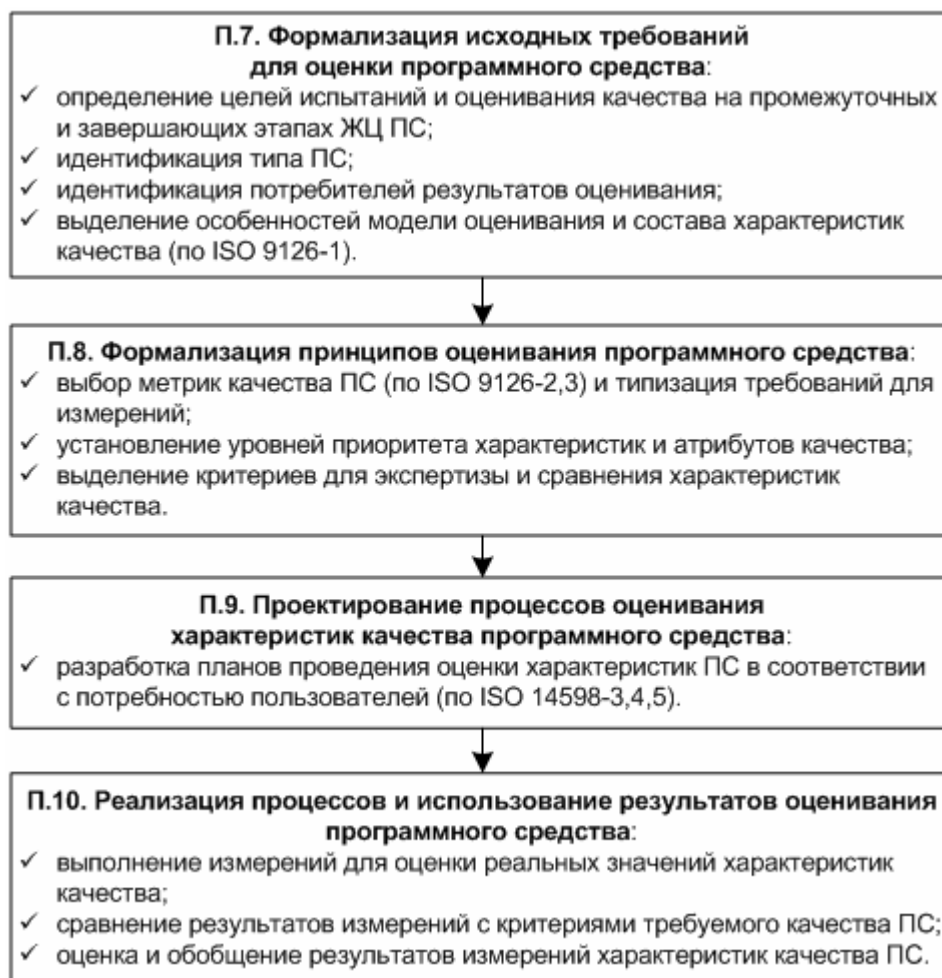 П.7. Формализация исходных требований
для оценки программного средства:
✓ определение целей испытаний и оценивания качества на промежуточных
и завершающих этапах ЖЦ ПС;
✓ идентификация типа ПС;
✓ идентификация потребителей результатов оценивания;
✓ выделение особенностей модели оценивания и состава характеристик
качества (по ISO 9126-1).
П.8. Формализация принципов оценивания программного средства:
✓ выбор метрик качества ПС (по ISO 9126-2,3) и типизация требований для
измерений;
✓ установление уровней приоритета характеристик и атрибутов качества;
✓ выделение критериев для экспертизы и сравнения характеристик
качества.
П.9. Проектирование процессов оценивания
характеристик качества программного средства:
✓ разработка планов проведения оценки характеристик ПС в соответствии
с потребностью пользователей (по ISO 14598-3,4,5).
П.10. Реализация процессов и использование результатов оценивания
программного средства:
✓ выполнение измерений для оценки реальных значений характеристик
качества;
✓ сравнение результатов измерений с критериями требуемого качества ПС;
✓ оценка и обобщение результатов измерений характеристик качества ПС.